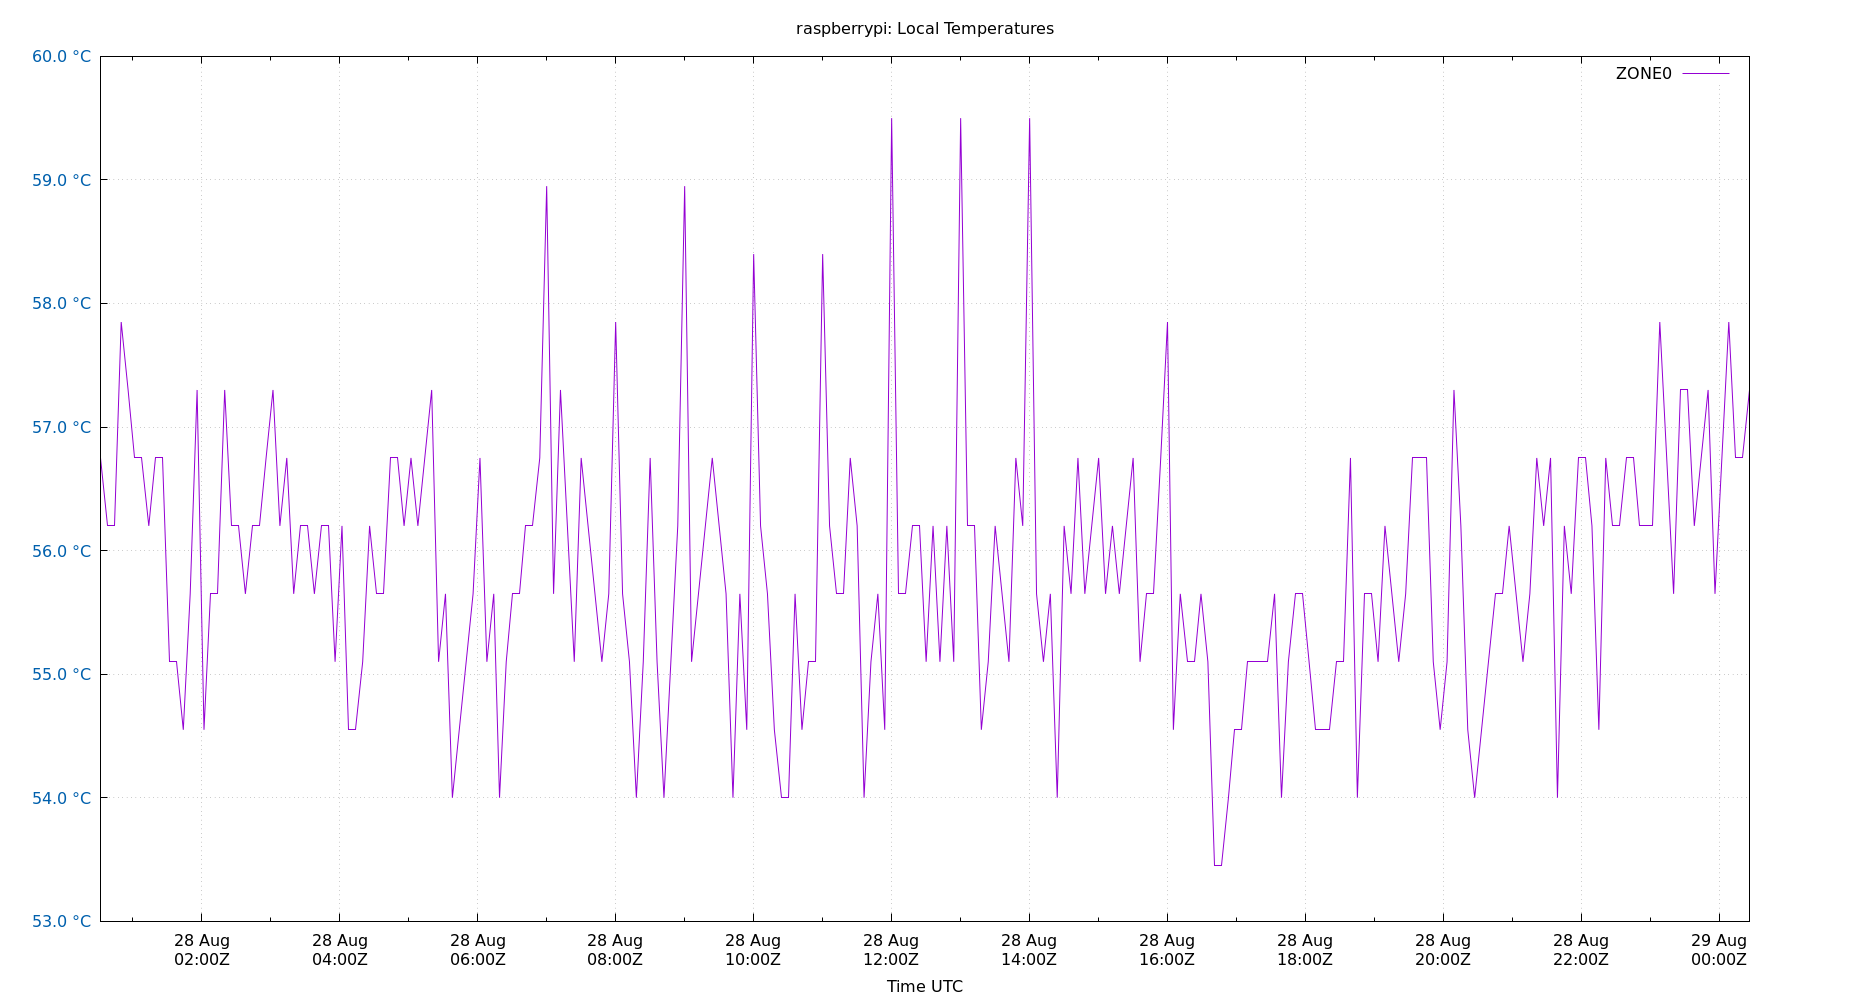 raspberrypi: Local Temperatures
60.0 °C
ZONE0
59.0 °C
58.0 °C
57.0 °C
56.0 °C
55.0 °C
54.0 °C
53.0 °C
28 Aug 28 Aug 28 Aug 28 Aug 28 Aug 28 Aug 28 Aug 28 Aug 28 Aug 28 Aug 28 Aug 29 Aug
02:00Z 04:00Z 06:00Z 08:00Z 10:00Z 12:00Z 14:00Z 16:00Z 18:00Z 20:00Z 22:00Z 00:00Z
Time UTC